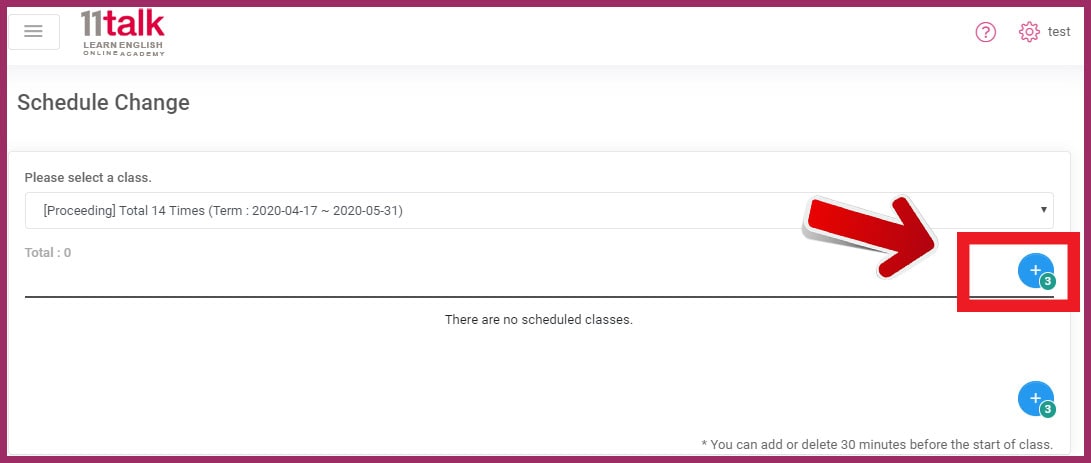 11talk
LEARN ENGLISH
ONLINE ACADEMY
? test
Schedule Change
Please select a class.
[Proceeding] Total 14 Times (Term : 2020-04-17 ~ 2020-05-31)
Total : 0
+ 3
There are no scheduled classes.
+ 3
* You can add or delete 30 minutes before the start of class.